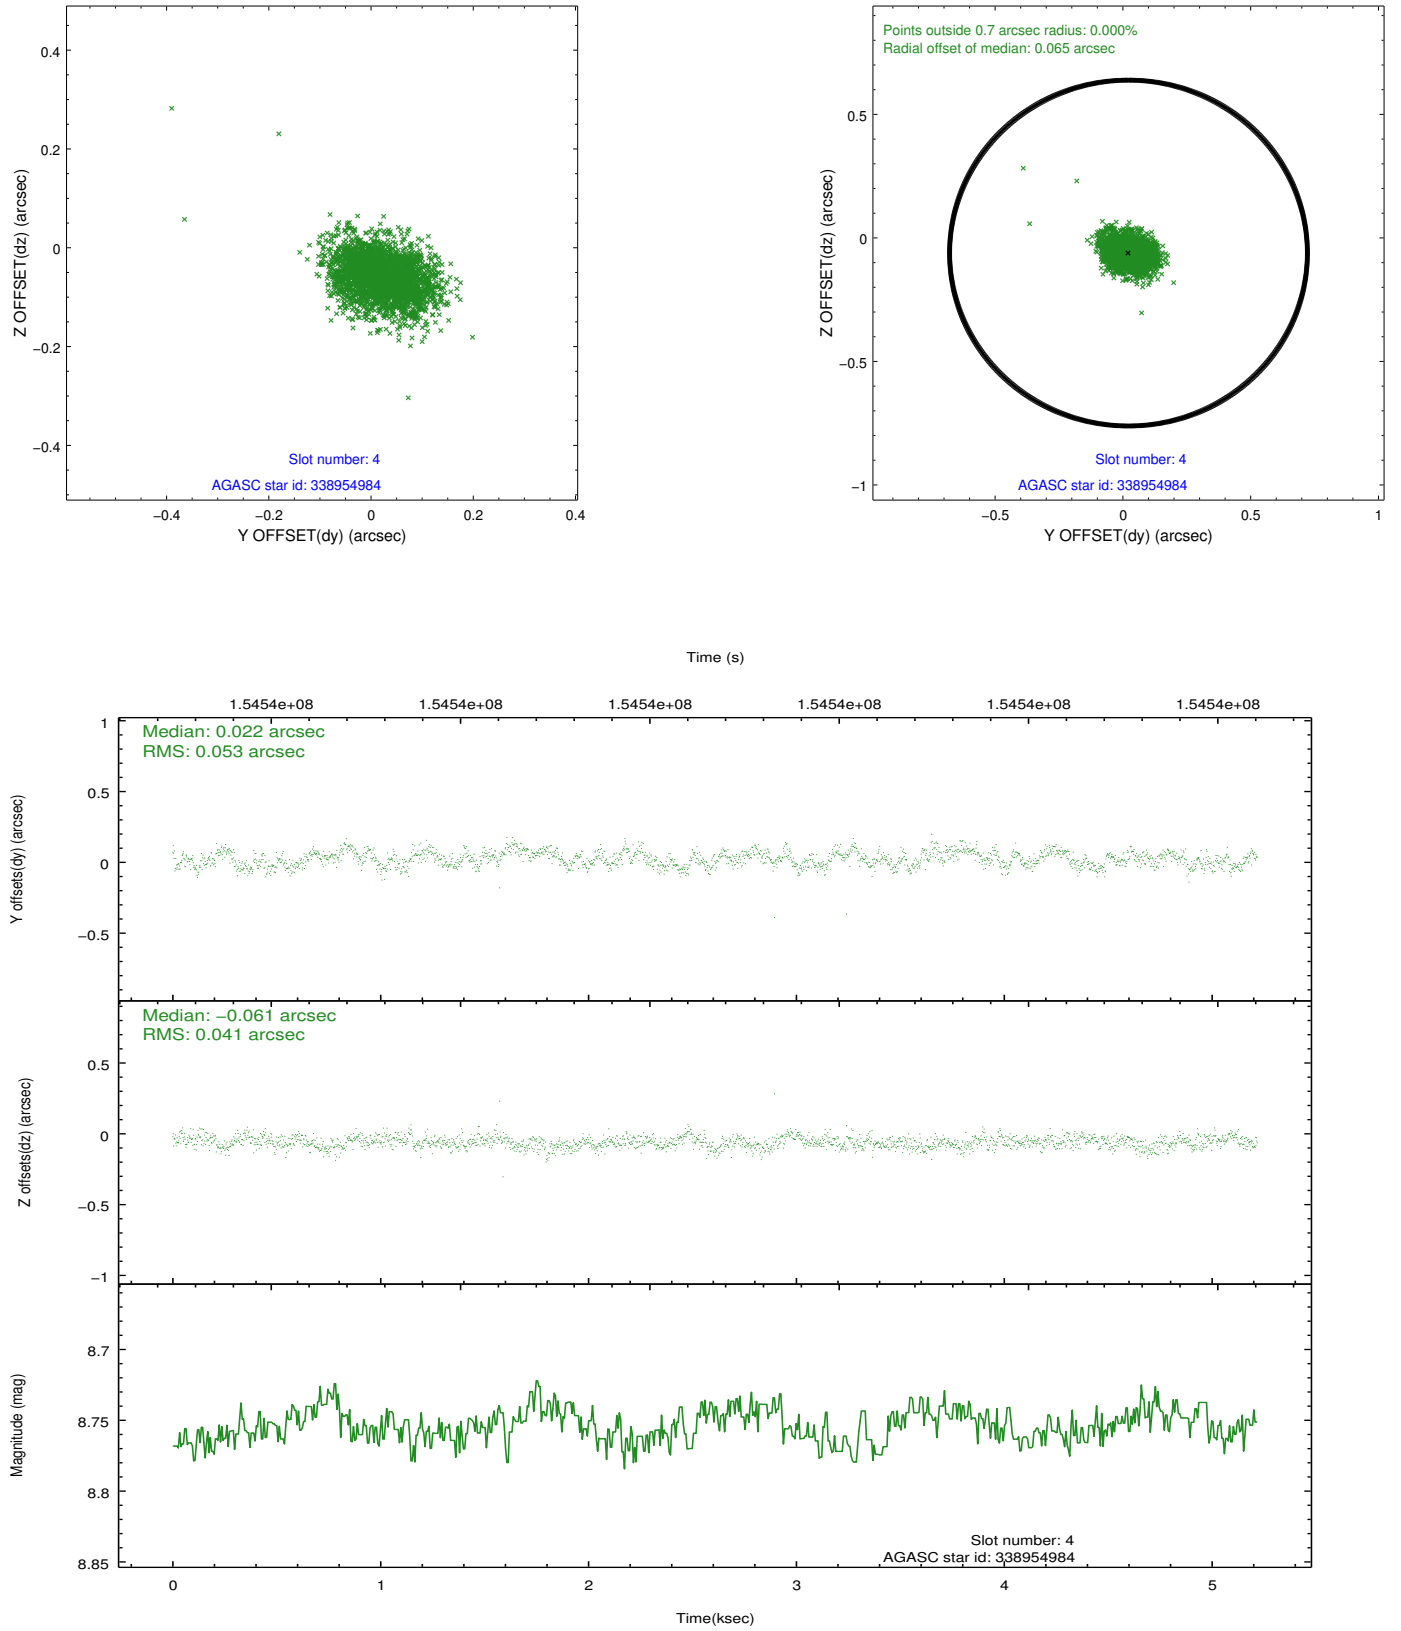 0.4
0.2
0
−0.2
−0.4
Z OFFSET(dz) (arcsec)
Slot number: 4
AGASC star id: 338954984
−0.4 −0.2 0 0.2 0.4
Y OFFSET(dy) (arcsec)
Points outside 0.7 arcsec radius: 0.000%
Radial offset of median: 0.065 arcsec
0.5
0
−0.5
−1
Z OFFSET(dz) (arcsec)
Slot number: 4
AGASC star id: 338954984
−0.5 0 0.5 1
Y OFFSET(dy) (arcsec)
Time (s)
1.5454e+08 1.5454e+08 1.5454e+08 1.5454e+08 1.5454e+08 1.5454e+08
Median: 0.022 arcsec
RMS: 0.053 arcsec
1
0.5
0
−0.5
Y offsets(dy) (arcsec)
Median: −0.061 arcsec
RMS: 0.041 arcsec
0.5
0
−0.5
−1
Z offsets(dz) (arcsec)
8.7
8.75
8.8
8.85
Magnitude (mag)
Slot number: 4
AGASC star id: 338954984
0 1 2 3 4 5
Time(ksec)